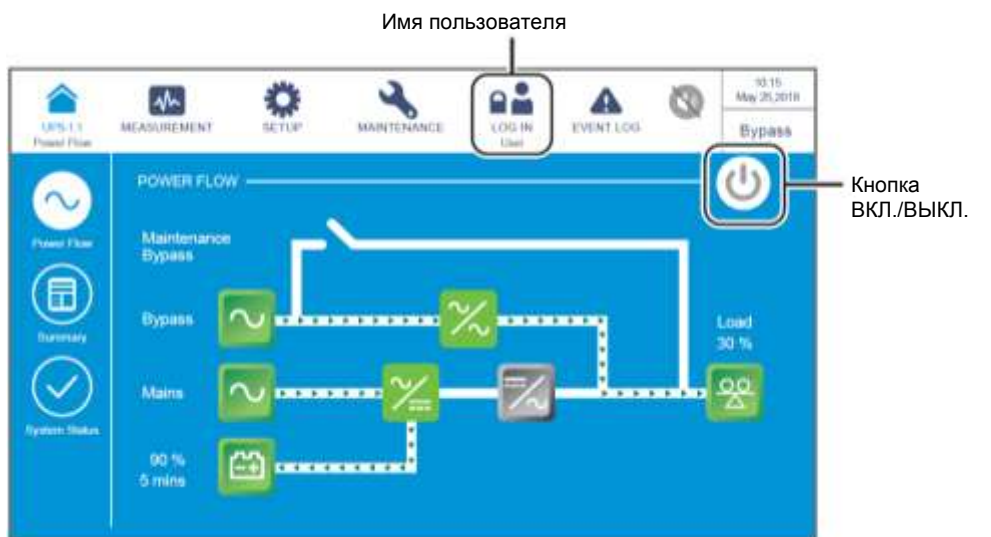 Имя пользователя
10:15
May 25,2018
UPS-1.1
Power Flow
MEASUREMENT
SETUP
MAINTENANCE
LOG IN
User
EVENT LOG
Bypass
POWER FLOW
Кнопка
ВКЛ./ВЫКЛ.
Power Flow
Maintenance
Bypass
Bypass
Load
30 %
Summary
Mains
System Status
90 %
5 mins